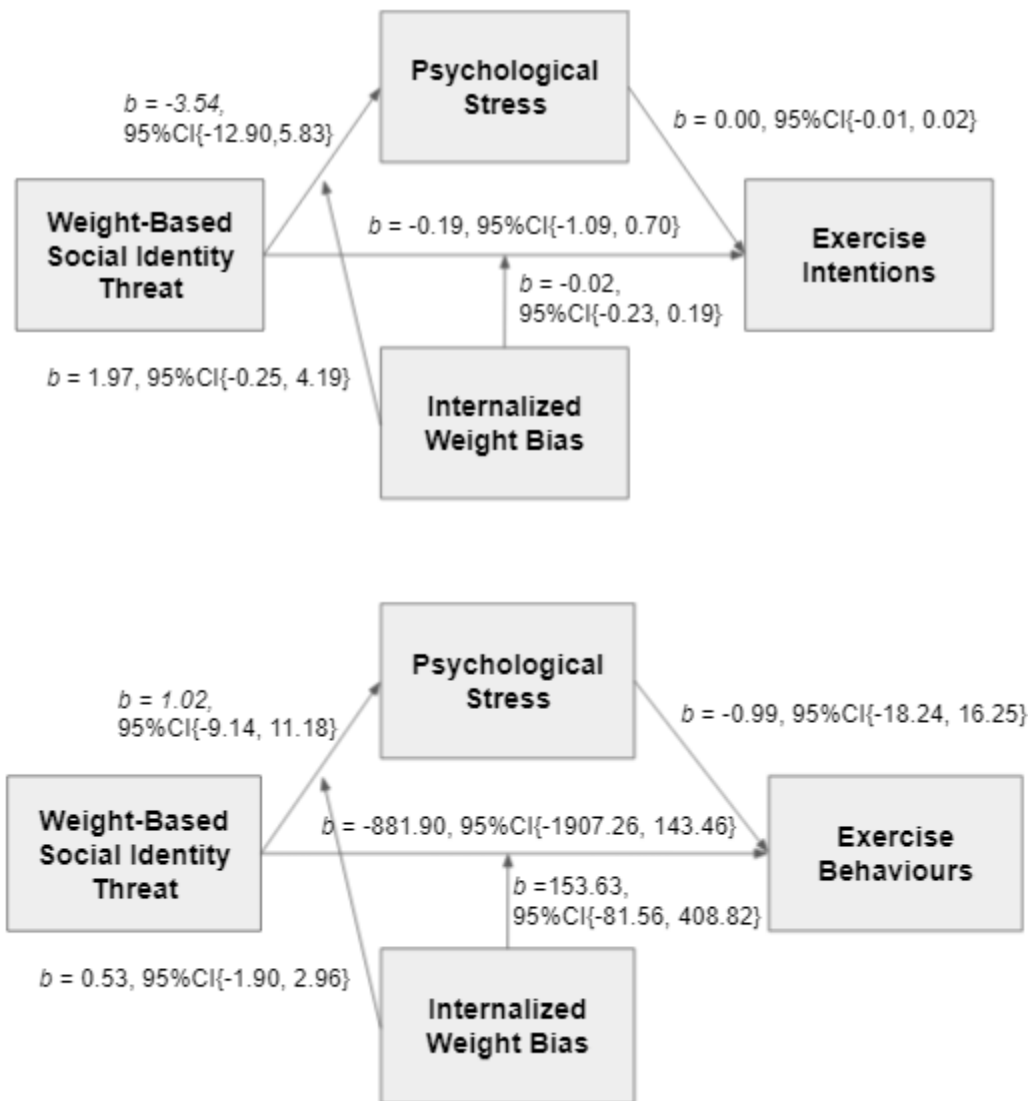 Psychological
Stress
b = -3.54,
95%CI{-12.90,5.83}
b = 0.00, 95%CI{-0.01, 0.02}
Weight-Based
Social Identity
Threat
b = -0.19, 95%CI{-1.09, 0.70}
Exercise
Intentions
b = -0.02,
95%CI{-0.23, 0.19}
b = 1.97, 95%CI{-0.25, 4.19}
Internalized
Weight Bias
Psychological
Stress
b = 1.02,
95%CI{-9.14, 11.18}
b = -0.99, 95%CI{-18.24, 16.25}
Weight-Based
Social Identity
Threat
b = -881.90, 95%CI{-1907.26, 143.46}
Exercise
Behaviours
b =153.63,
95%CI{-81.56, 408.82}
b = 0.53, 95%CI{-1.90, 2.96}
Internalized
Weight Bias